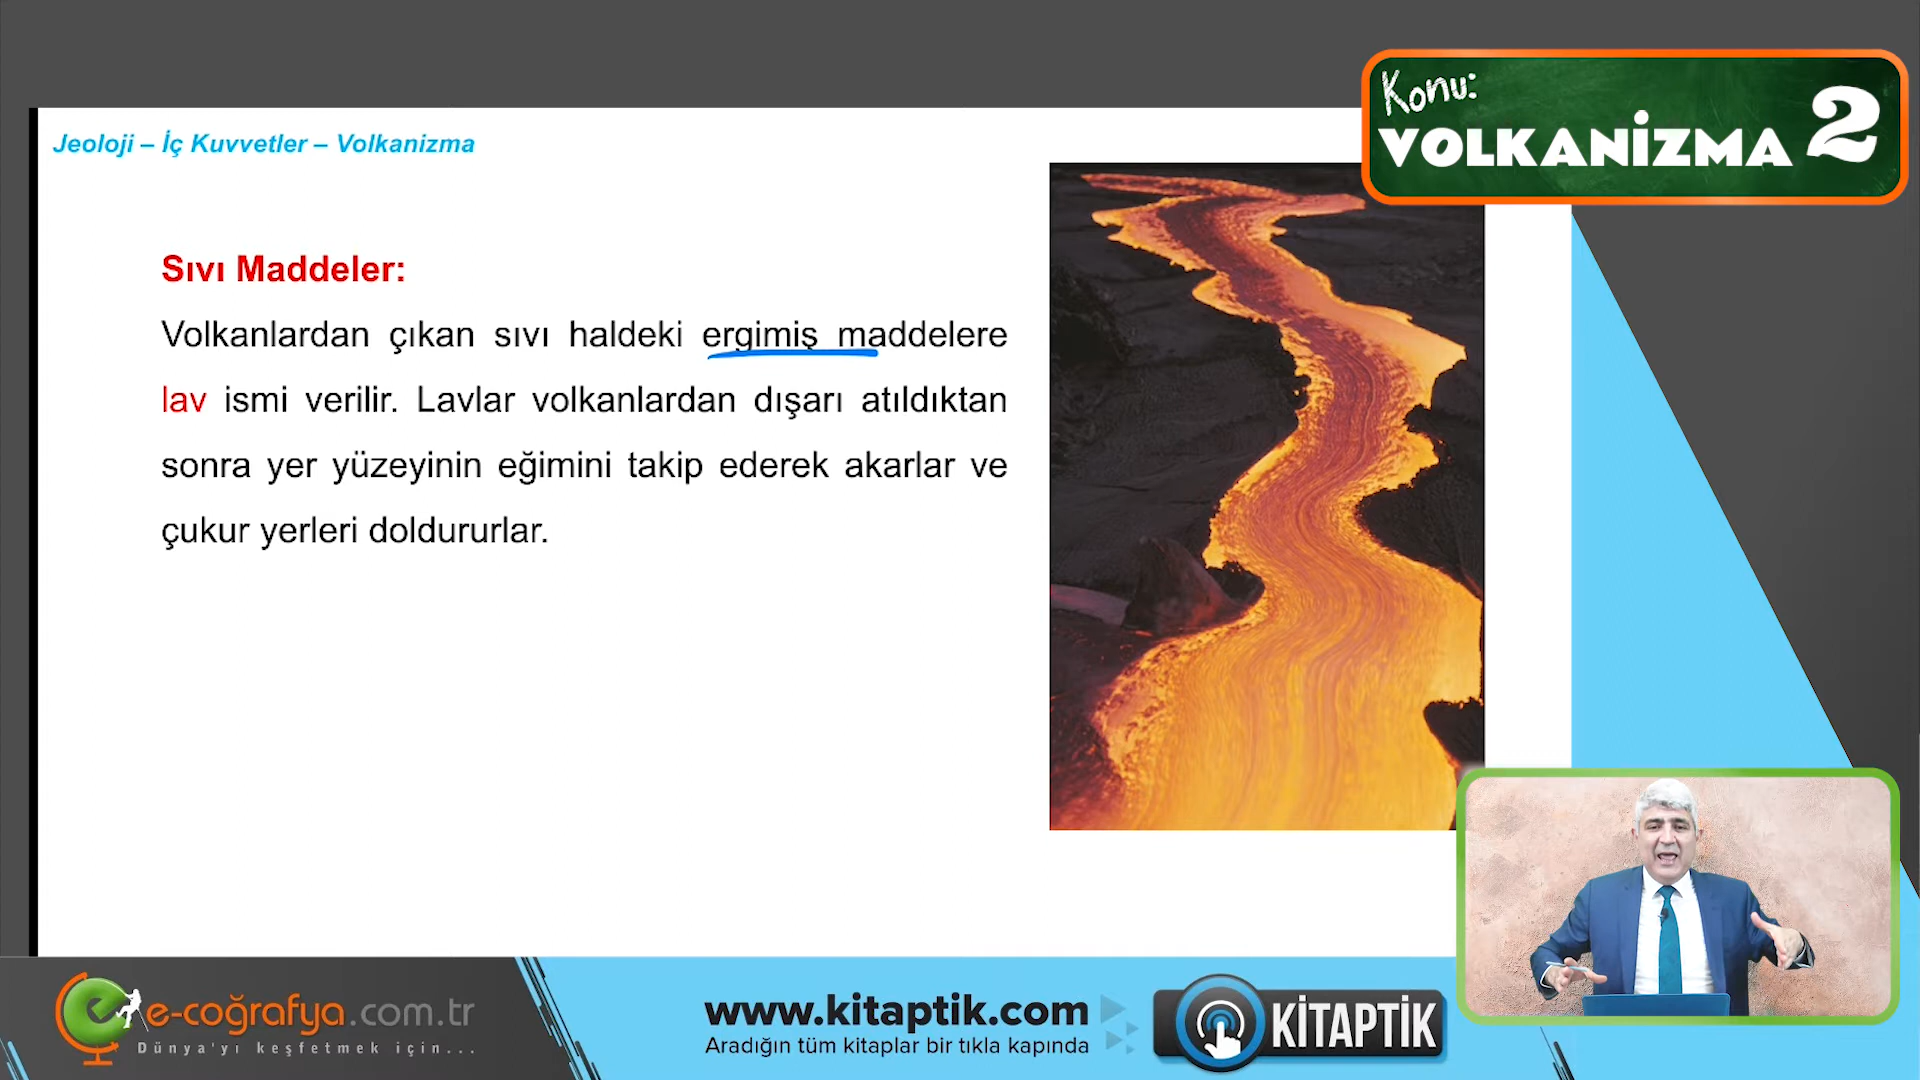 Konu:
VOLKANİZMA 2
Jeoloji – İç Kuvvetler – Volkanizma
Sıvı Maddeler:
Volkanlardan çıkan sıvı haldeki ergimiş maddelere
lav ismi verilir. Lavlar volkanlardan dışarı atıldıktan
sonra yer yüzeyinin eğimini takip ederek akarlar ve
çukur yerleri doldururlar.
e-coğrafya.com.tr
Dünya'yı keşfetmek için...
www.kitaptik.com
Aradığın tüm kitaplar bir tıkla kapında
KİTAPTİK